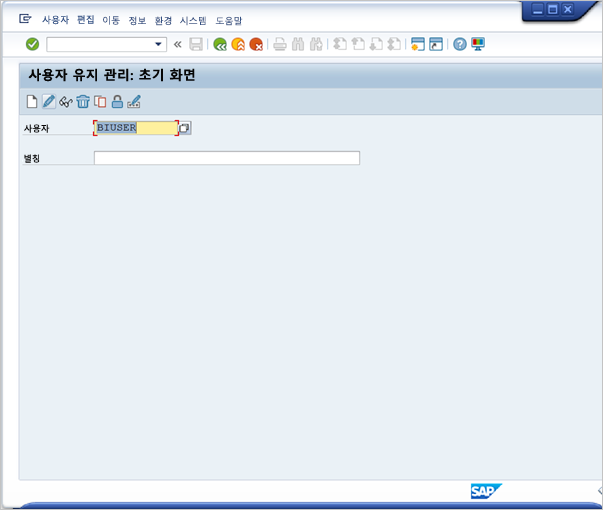 사용자 편집 이동 정보 환경 시스템 도움말
사용자 유지 관리: 초기 화면
사용자 BIUSER
별칭
SAP